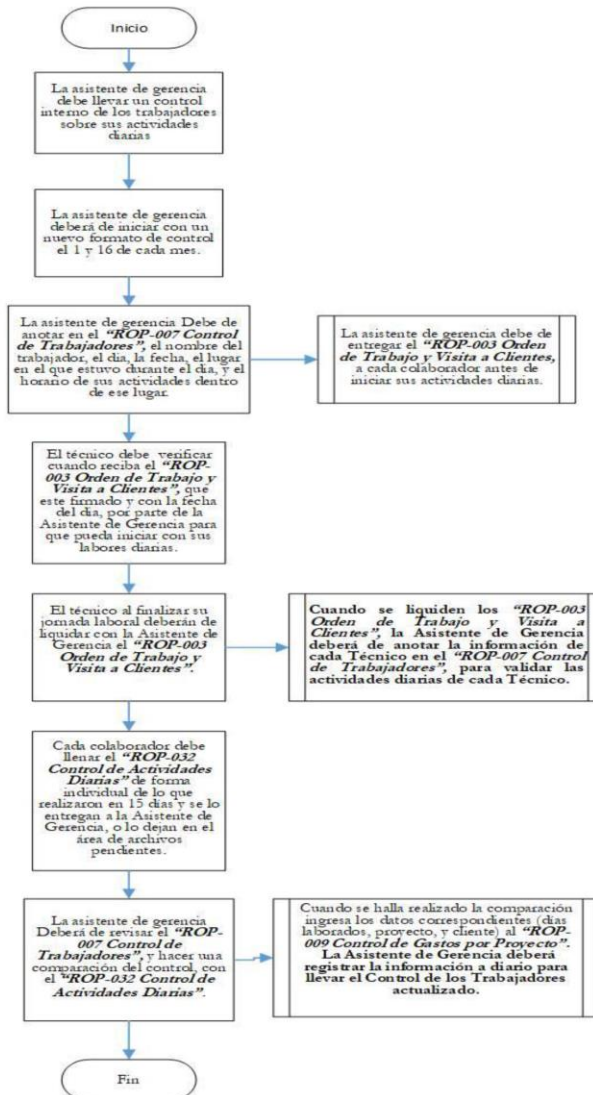 Inicio
La asistente de gerencia
debe llevar un control
interno de los trabajadores
sobre sus actividades
diarias
La asistente de gerencia
deberá de iniciar con un
nuevo formato de control
el 1 y 16 de cada mes.
La asistente de gerencia Debe de
anotar en el “ROP-007 Control
de Trabajadores”, el nombre del
trabajador, el dia, la fecha, el lugar
en el que estuvo durante el día, y el
horario de sus actividades dentro
de ese lugar.
La asistente de gerencia debe de
entregar el “ROP-003 Orden
de Trabajo y Visita a Clientes,
a cada colaborador antes de
iniciar sus actividades diarias.
El técnico debe verificar
cuando reciba el “ROP-
003 Orden de Trabajo y
Visita a Clientes”, que
este firmado y con la fecha
del día, por parte de la
Asistente de Gerencia para
que pueda iniciar con sus
labores diarias.
El técnico al finalizar su
jornada laboral deberán de
liquidar con la Asistente de
Gerencia el “ROP-003
Orden de Trabajo y
Visita a Clientes”.
Cuando se liquiden los “ROP-003
Orden de Trabajo y Visita a
Clientes”, la Asistente de Gerencia
deberá de anotar la información de
cada Técnico en el “ROP-007 Control
de Trabajadores”, para validar las
actividades diarias de cada Técnico.
Cada colaborador debe
llenar el “ROP-032
Control de Actividades
Diarias” de forma
individual de lo que
realizaron en 15 días y se lo
entregan a la Asistente de
Gerencia, o lo dejan en el
área de archivos
pendientes.
La asistente de gerencia
Deberá de revisar el “ROP-
007 Control de
Trabajadores”, y hacer una
comparación del control, con
el “ROP-032 Control de
Actividades Diarias”.
Cuando se halla realizado la comparación
ingresa los datos correspondientes (días
laborados, proyecto, y cliente) al “ROP-
009 Control de Gastos por Proyecto”.
La Asistente de Gerencia deberá
registrar la información a diario para
llevar el Control de los Trabajadores
actualizado.
Fin